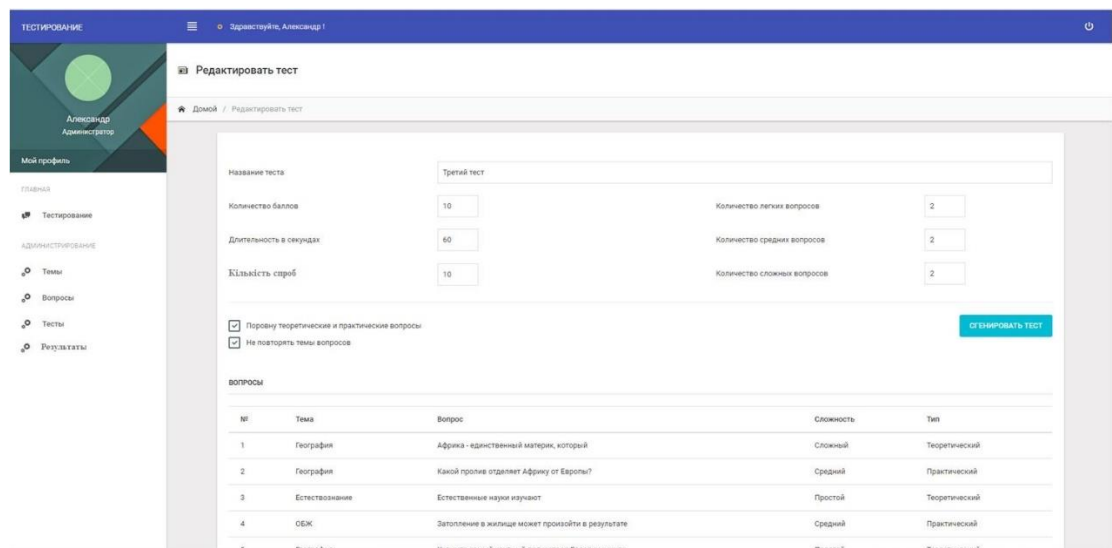 ТЕСТИРОВАНИЕ
Здравствуйте, Александр !
Александр
Администратор
Мой профиль
ГЛАВНАЯ
Тестирование
АДМИНИСТРИРОВАНИЕ
Темы
Вопросы
Тесты
Результаты
Редактировать тест
Домой / Редактировать тест
Название теста Третий тест
Количество баллов 10 Количество легких вопросов 2
Длительность в секундах 60 Количество средних вопросов 2
Кількість спроб 10 Количество сложных вопросов 2
Поровну теоретические и практические вопросы
Не повторять темы вопросов
СГЕНИРОВАТЬ ТЕСТ
ВОПРОСЫ
№ Тема Вопрос Сложность Тип
1 География Африка - единственный материк, который Сложный Теоретический
2 География Какой пролив отделяет Африку от Европы? Средний Практический
3 Естествознание Естественные науки изучают Простой Теоретический
4 ОБЖ Затопление в жилище может произойти в результате Средний Практический